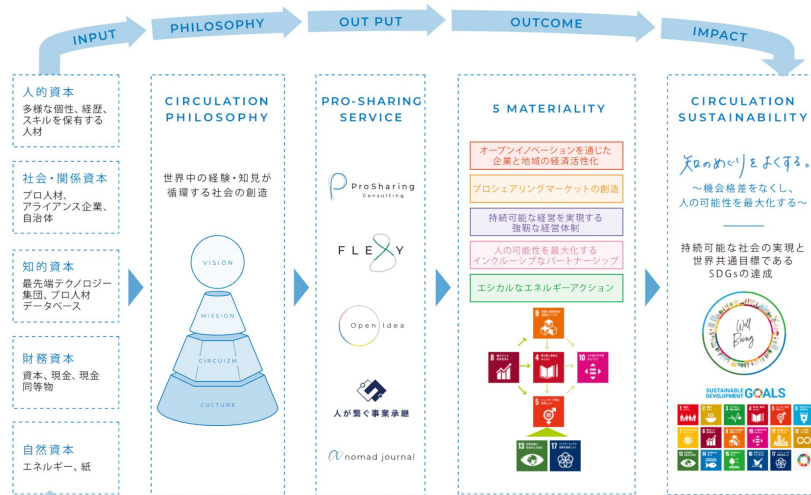 INPUT
PHILOSOPHY
OUT PUT
OUTCOME
IMPACT
人的資本
多様な個性、経歴、
スキルを保有する
人材
社会・関係資本
プロ人材、
アライアンス企業、
自治体
知的資本
最先端テクノロジー
集団、プロ人材
データベース
財務資本
資本、現金、現金
同等物
自然資本
エネルギー、紙
CIRCULATION
PHILOSOPHY
世界中の経験・知見が
循環する社会の創造
VISION
MISSION
CIRCUIZM
CULTURE
PRO-SHARING
SERVICE
ProSharing
Consulting
FLEXY
Open Idea
人が繋ぐ事業承継
nomad journal
5 MATERIALITY
オープンイノベーションを通じた
企業と地域の経済活性化
プロシェアリングマーケットの創造
持続可能な経営を実現する
強靭な経営体制
人の可能性を最大化する
インクルーシブなパートナーシップ
エシカルなエネルギーアクション
9
8
4
10
5
13
17
CIRCULATION
SUSTAINABILITY
知のめぐりをよくする。
～機会格差をなくし、
人の可能性を最大化する～
持続可能な社会の実現と
世界共通目標である
SDGsの達成
Well
Being
SUSTAINABLE
DEVELOPMENT
GOALS